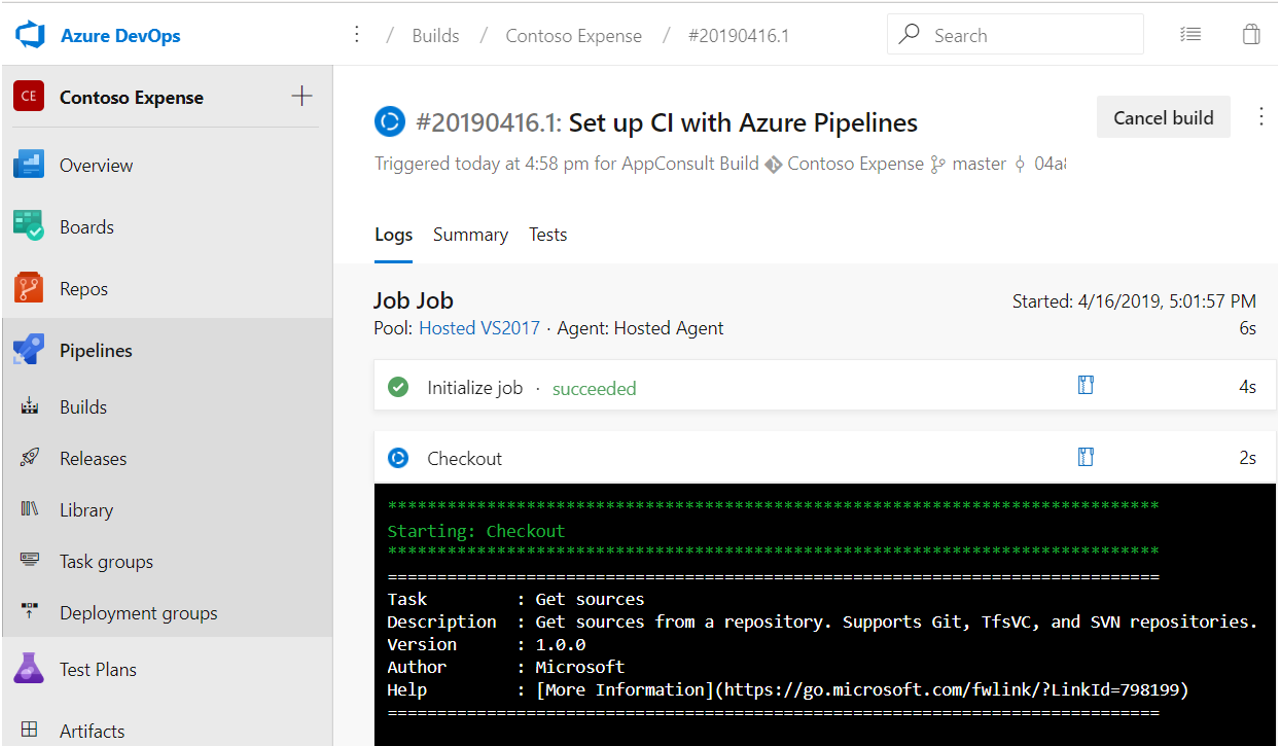 Azure DevOps
/ Builds / Contoso Expense / #20190416.1
Search
CE Contoso Expense
Overview
Boards
Repos
Pipelines
Builds
Releases
Library
Task groups
Deployment groups
Test Plans
Artifacts
#20190416.1: Set up CI with Azure Pipelines
Cancel build
Triggered today at 4:58 pm for AppConsult Build Contoso Expense master
Logs Summary Tests
Job Job
Started: 4/16/2019, 5:01:57 PM
Pool: Hosted VS2017 · Agent: Hosted Agent
6s
Initialize job · succeeded 4s
Checkout 2s
******************************************************************************
Starting: Checkout
******************************************************************************
==============================================================================
Task : Get sources
Description : Get sources from a repository. Supports Git, TfsVC, and SVN repositories.
Version : 1.0.0
Author : Microsoft
Help : [More Information](https://go.microsoft.com/fwlink/?LinkId=798199)
==============================================================================